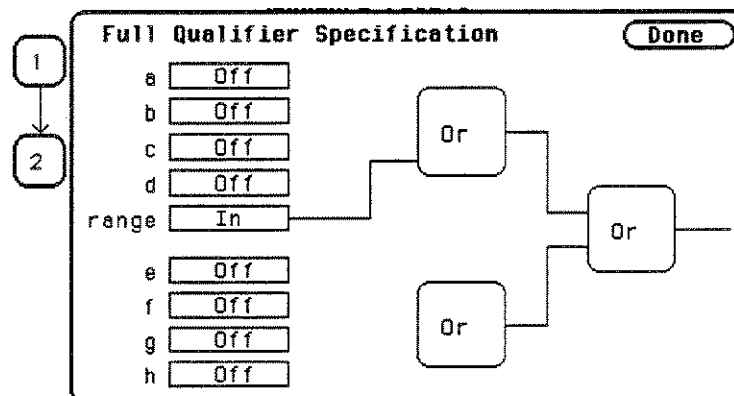 Full Qualifier Specification
Done
1
2
a Off
b Off
c Off
d Off
range In
e Off
f Off
g Off
h Off
Or
Or
Or